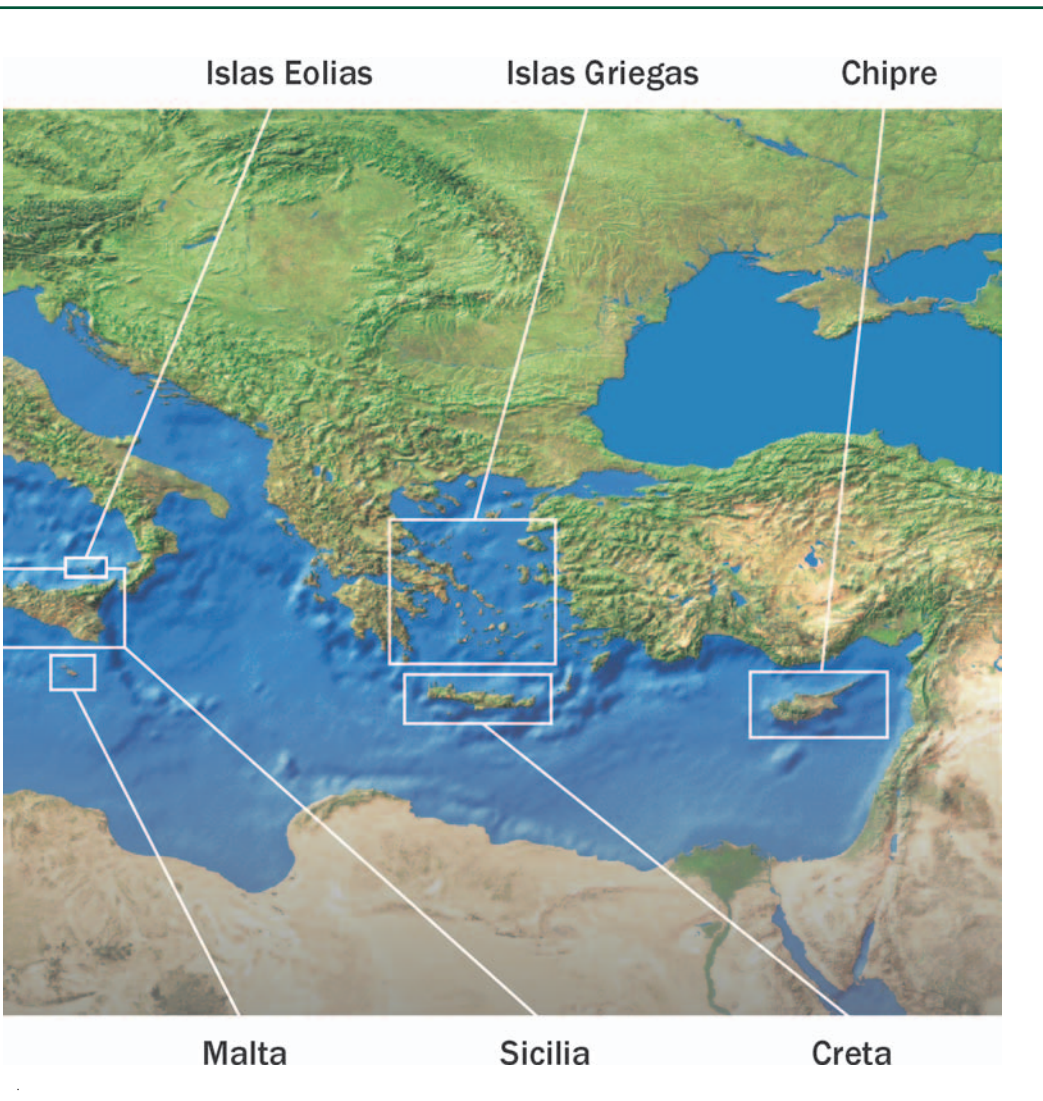 Islas Eolias
Islas Griegas
Chipre
Malta
Sicilia
Creta